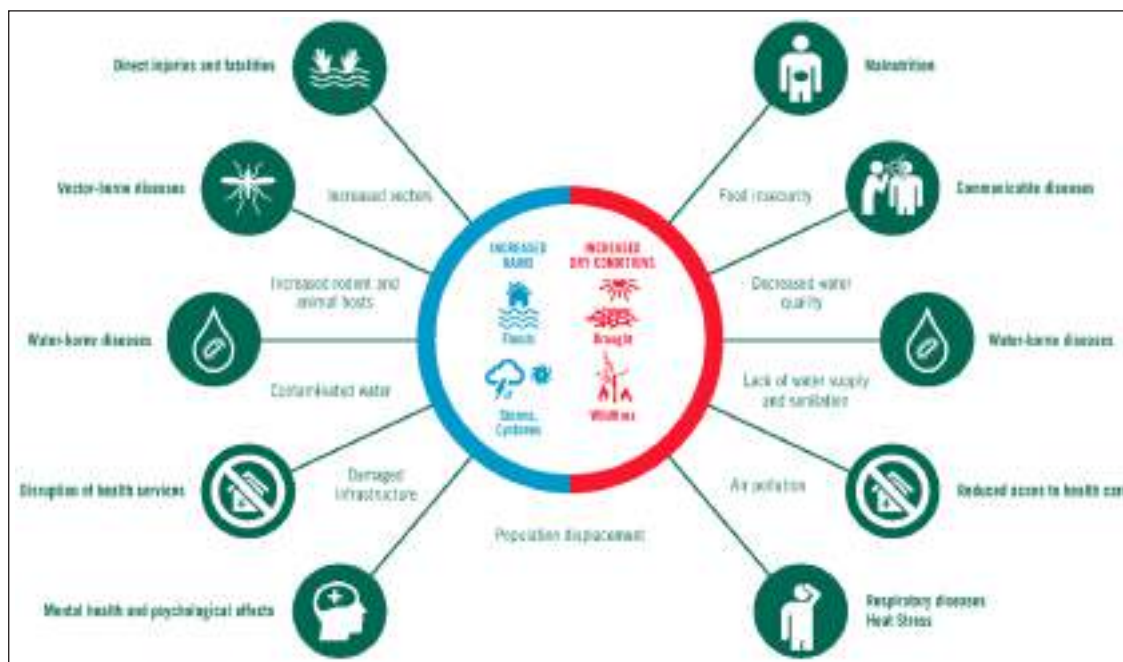 Direct injuries and fatalities
Malnutrition
Vector-borne diseases
Communicable diseases
Increased vectors
Food insecurity
INCREASED
RAINS
INCREASED
DRY CONDITIONS
Increased rodent and
animal hosts
Decreased water
quality
Water-borne diseases
Floods
Drought
Water-borne diseases
Contaminated water
Lack of water supply
and sanitation
Storms,
Cyclones
Wildfires
Disruption of health services
Damaged
infrastructure
Air pollution
Reduced access to health care
Population displacement
Mental health and psychological effects
Respiratory diseases
Heat Stress